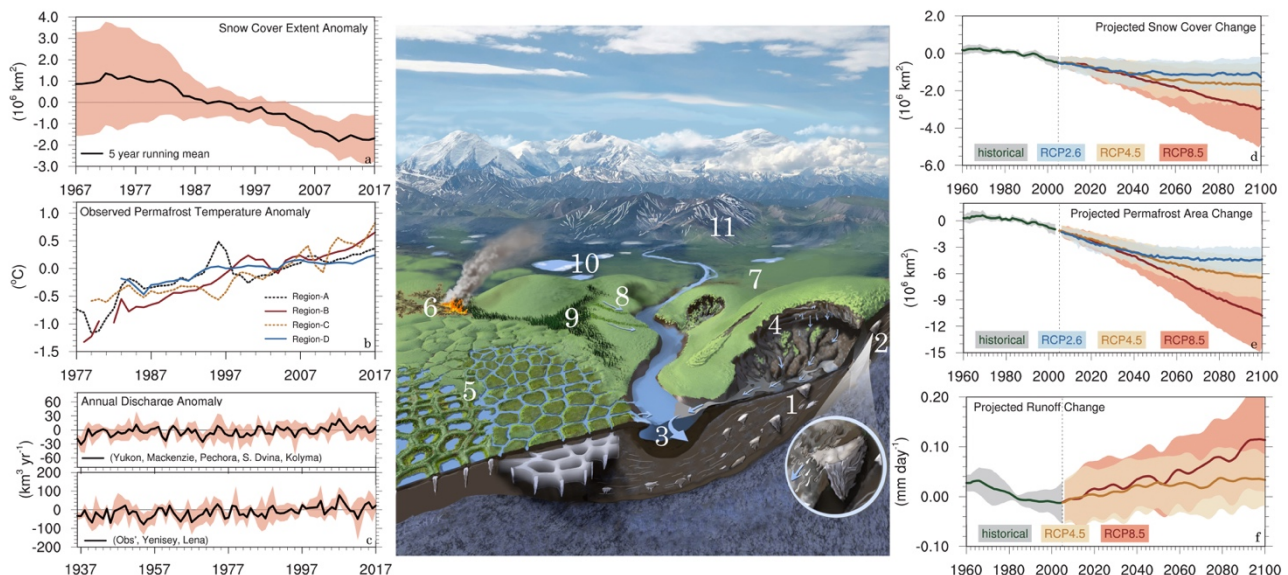 Snow Cover Extent Anomaly
4.0
3.0
2.0
1.0
0.0
-1.0
-2.0
-3.0
(10⁶ km²)
5 year running mean
a
1967 1977 1987 1997 2007 2017
Observed Permafrost Temperature Anomaly
1.0
0.5
0.0
-0.5
-1.0
-1.5
(°C)
Region-A
Region-B
Region-C
Region-D
b
1977 1987 1997 2007 2017
Annual Discharge Anomaly
60
30
0
-30
-60
(Yukon, Mackenzie, Pechora, S. Dvina, Kolyma)
(km³ yr⁻¹)
200
100
0
-100
-200
(Obs', Yenisey, Lena)
c
1937 1957 1977 1997 2017
11
10
7
8
6
9
4
2
5
1
3
Projected Snow Cover Change
2.0
0.0
-2.0
-4.0
-6.0
(10⁶ km²)
d
historical RCP2.6 RCP4.5 RCP8.5
1960 1980 2000 2020 2040 2060 2080 2100
Projected Permafrost Area Change
0
-3
-6
-9
-12
-15
(10⁶ km²)
e
historical RCP2.6 RCP4.5 RCP8.5
1960 1980 2000 2020 2040 2060 2080 2100
Projected Runoff Change
0.20
0.10
0.00
-0.10
(mm day⁻¹)
historical RCP4.5 RCP8.5
f
1960 1980 2000 2020 2040 2060 2080 2100